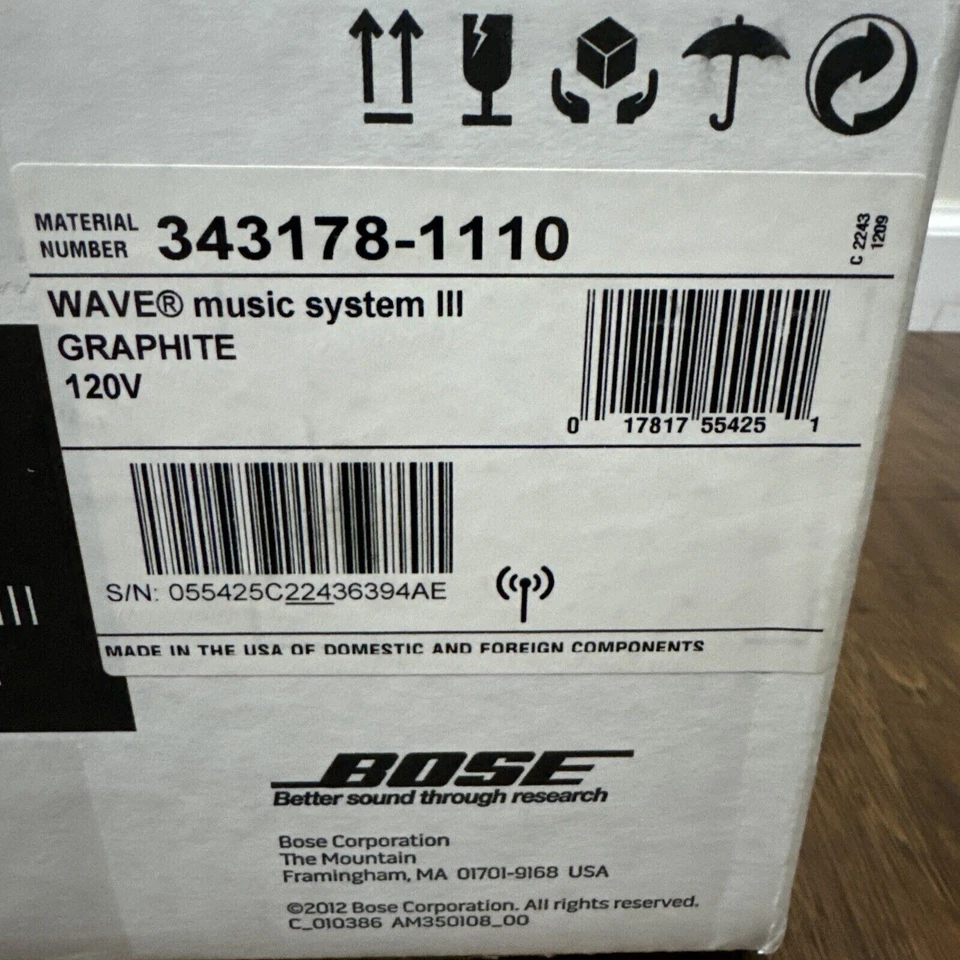 MATERIAL
NUMBER
343178-1110
C 2243
1209
WAVE® music system III
GRAPHITE
120V
0 17817 55425 1
S/N: 055425C22436394AE
MADE IN THE USA OF DOMESTIC AND FOREIGN COMPONENTS
III
BOSE
Better sound through research
Bose Corporation
The Mountain
Framingham, MA 01701-9168 USA
©2012 Bose Corporation. All rights reserved.
C_010386 AM350108_00